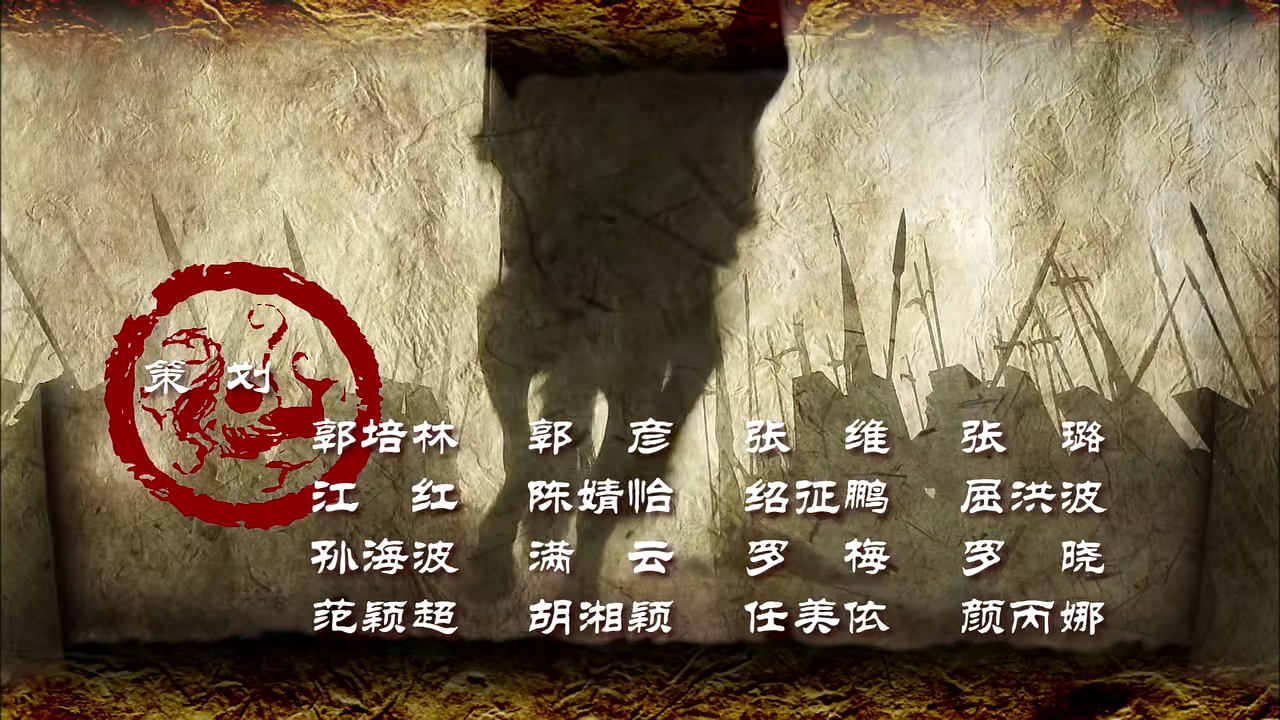 策 划
郭培林 郭 彦 张 维 张 璐
江 红 陈婧怡 绍征鹏 屈洪波
孙海波 满 云 罗 梅 罗 晓
范颖超 胡湘颖 任美依 颜丙娜